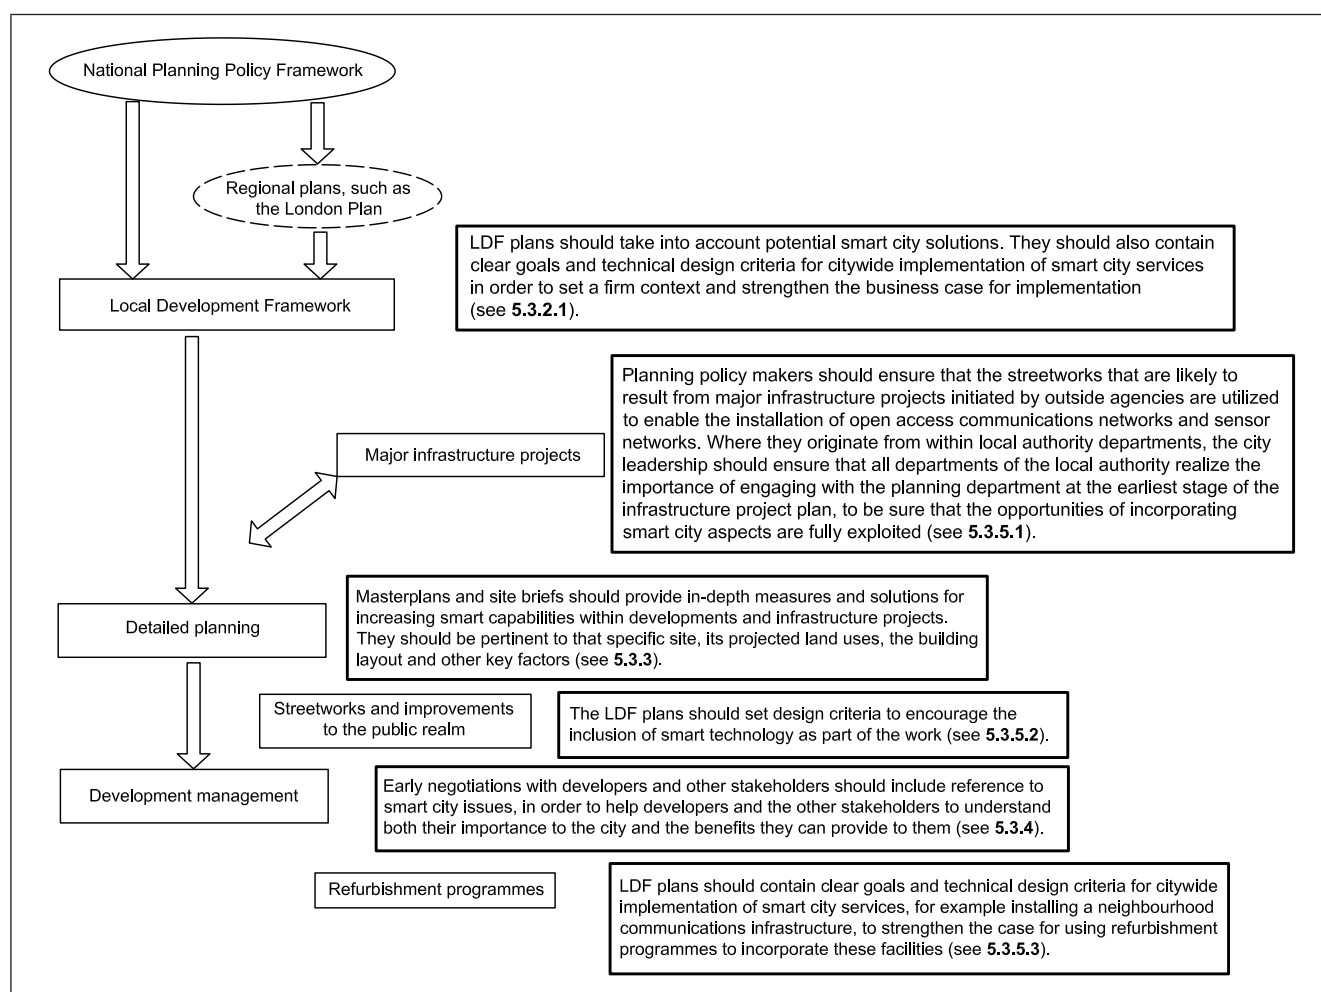 National Planning Policy Framework
Regional plans, such as
the London Plan
LDF plans should take into account potential smart city solutions. They should also contain
clear goals and technical design criteria for citywide implementation of smart city services
in order to set a firm context and strengthen the business case for implementation
(see 5.3.2.1).
Local Development Framework
Planning policy makers should ensure that the streetworks that are likely to
result from major infrastructure projects initiated by outside agencies are utilized
to enable the installation of open access communications networks and sensor
networks. Where they originate from within local authority departments, the city
leadership should ensure that all departments of the local authority realize the
importance of engaging with the planning department at the earliest stage of the
infrastructure project plan, to be sure that the opportunities of incorporating
smart city aspects are fully exploited (see 5.3.5.1).
Major infrastructure projects
Masterplans and site briefs should provide in-depth measures and solutions for
increasing smart capabilities within developments and infrastructure projects.
They should be pertinent to that specific site, its projected land uses, the building
layout and other key factors (see 5.3.3).
Detailed planning
Streetworks and improvements
to the public realm
The LDF plans should set design criteria to encourage the
inclusion of smart technology as part of the work (see 5.3.5.2).
Development management
Early negotiations with developers and other stakeholders should include reference to
smart city issues, in order to help developers and the other stakeholders to understand
both their importance to the city and the benefits they can provide to them (see 5.3.4).
Refurbishment programmes
LDF plans should contain clear goals and technical design criteria for citywide
implementation of smart city services, for example installing a neighbourhood
communications infrastructure, to strengthen the case for using refurbishment
programmes to incorporate these facilities (see 5.3.5.3).